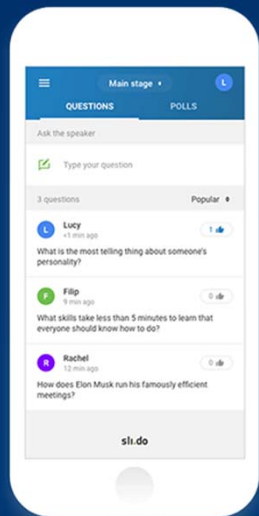 Main stage
L
QUESTIONS POLLS
Ask the speaker
Type your question
3 questions Popular
L Lucy 1
<1 min ago
What is the most telling thing about someone's
personality?
F Filip 0
9 min ago
What skills take less than 5 minutes to learn that
everyone should know how to do?
R Rachel 0
12 min ago
How does Elon Musk run his famously efficient
meetings?
sli.do